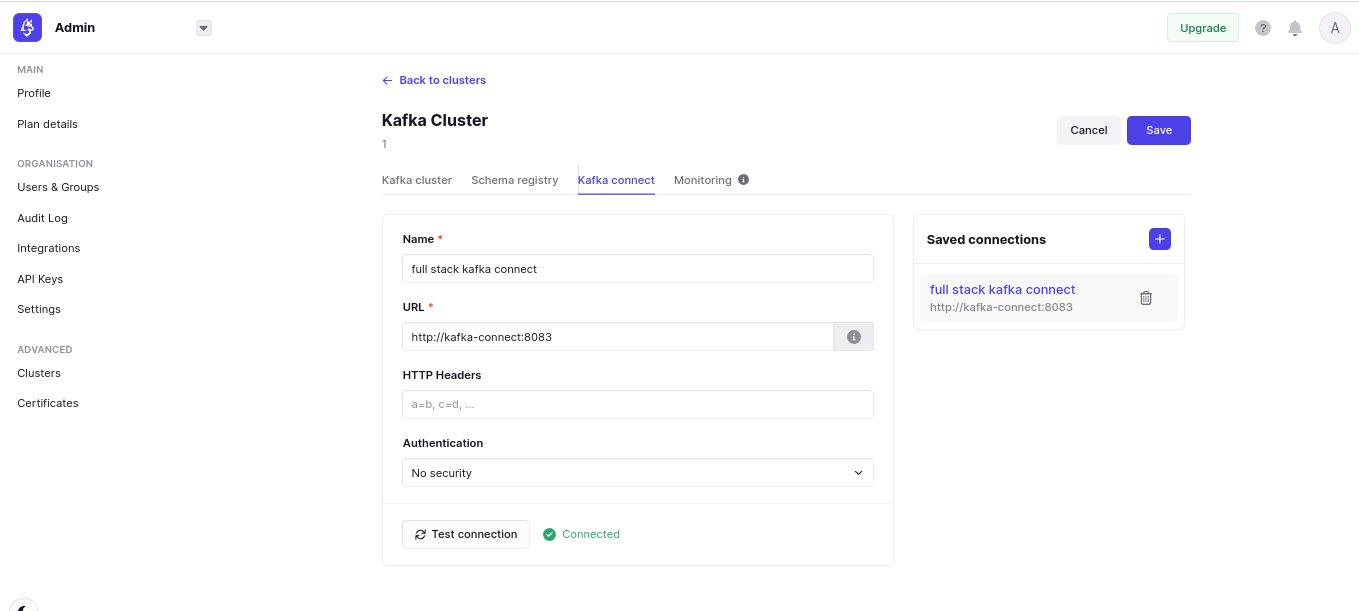 Admin
Upgrade
?
A
MAIN
Profile
Plan details
ORGANISATION
Users & Groups
Audit Log
Integrations
API Keys
Settings
ADVANCED
Clusters
Certificates
← Back to clusters
Kafka Cluster
1
Cancel
Save
Kafka cluster
Schema registry
Kafka connect
Monitoring
Name *
full stack kafka connect
URL *
http://kafka-connect:8083
HTTP Headers
a=b, c=d, ...
Authentication
No security
Test connection
Connected
Saved connections
+
full stack kafka connect
http://kafka-connect:8083